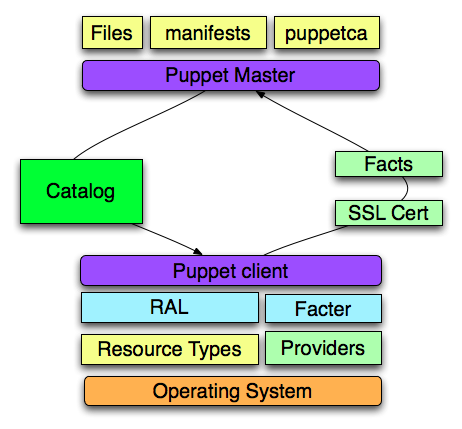 Files
manifests
puppetca
Puppet Master
Catalog
Facts
SSL Cert
Puppet client
RAL
Facter
Resource Types
Providers
Operating System